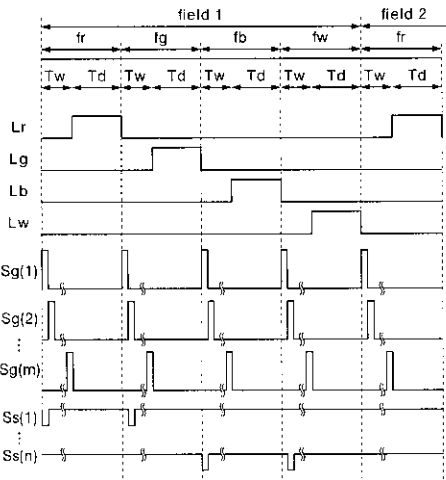 field 1 field 2
fr fg fb fw fr
Tw Td Tw Td Tw Td Tw Td Tw Td
Lr
Lg
Lb
Lw
Sg(1)
Sg(2)
⋮
Sg(m)
Ss(1)
⋮
Ss(n)